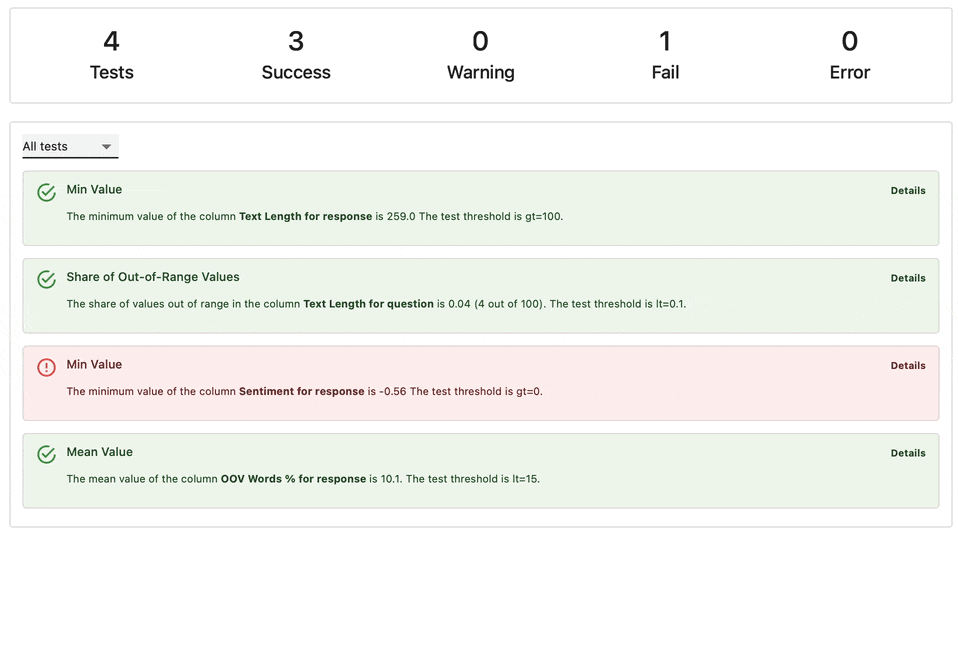 4 3 0 1 0
Tests Success Warning Fail Error
All tests
Min Value Details
The minimum value of the column Text Length for response is 259.0 The test threshold is gt=100.
Share of Out-of-Range Values Details
The share of values out of range in the column Text Length for question is 0.04 (4 out of 100). The test threshold is lt=0.1.
Min Value Details
The minimum value of the column Sentiment for response is -0.56 The test threshold is gt=0.
Mean Value Details
The mean value of the column OOV Words % for response is 10.1. The test threshold is lt=15.